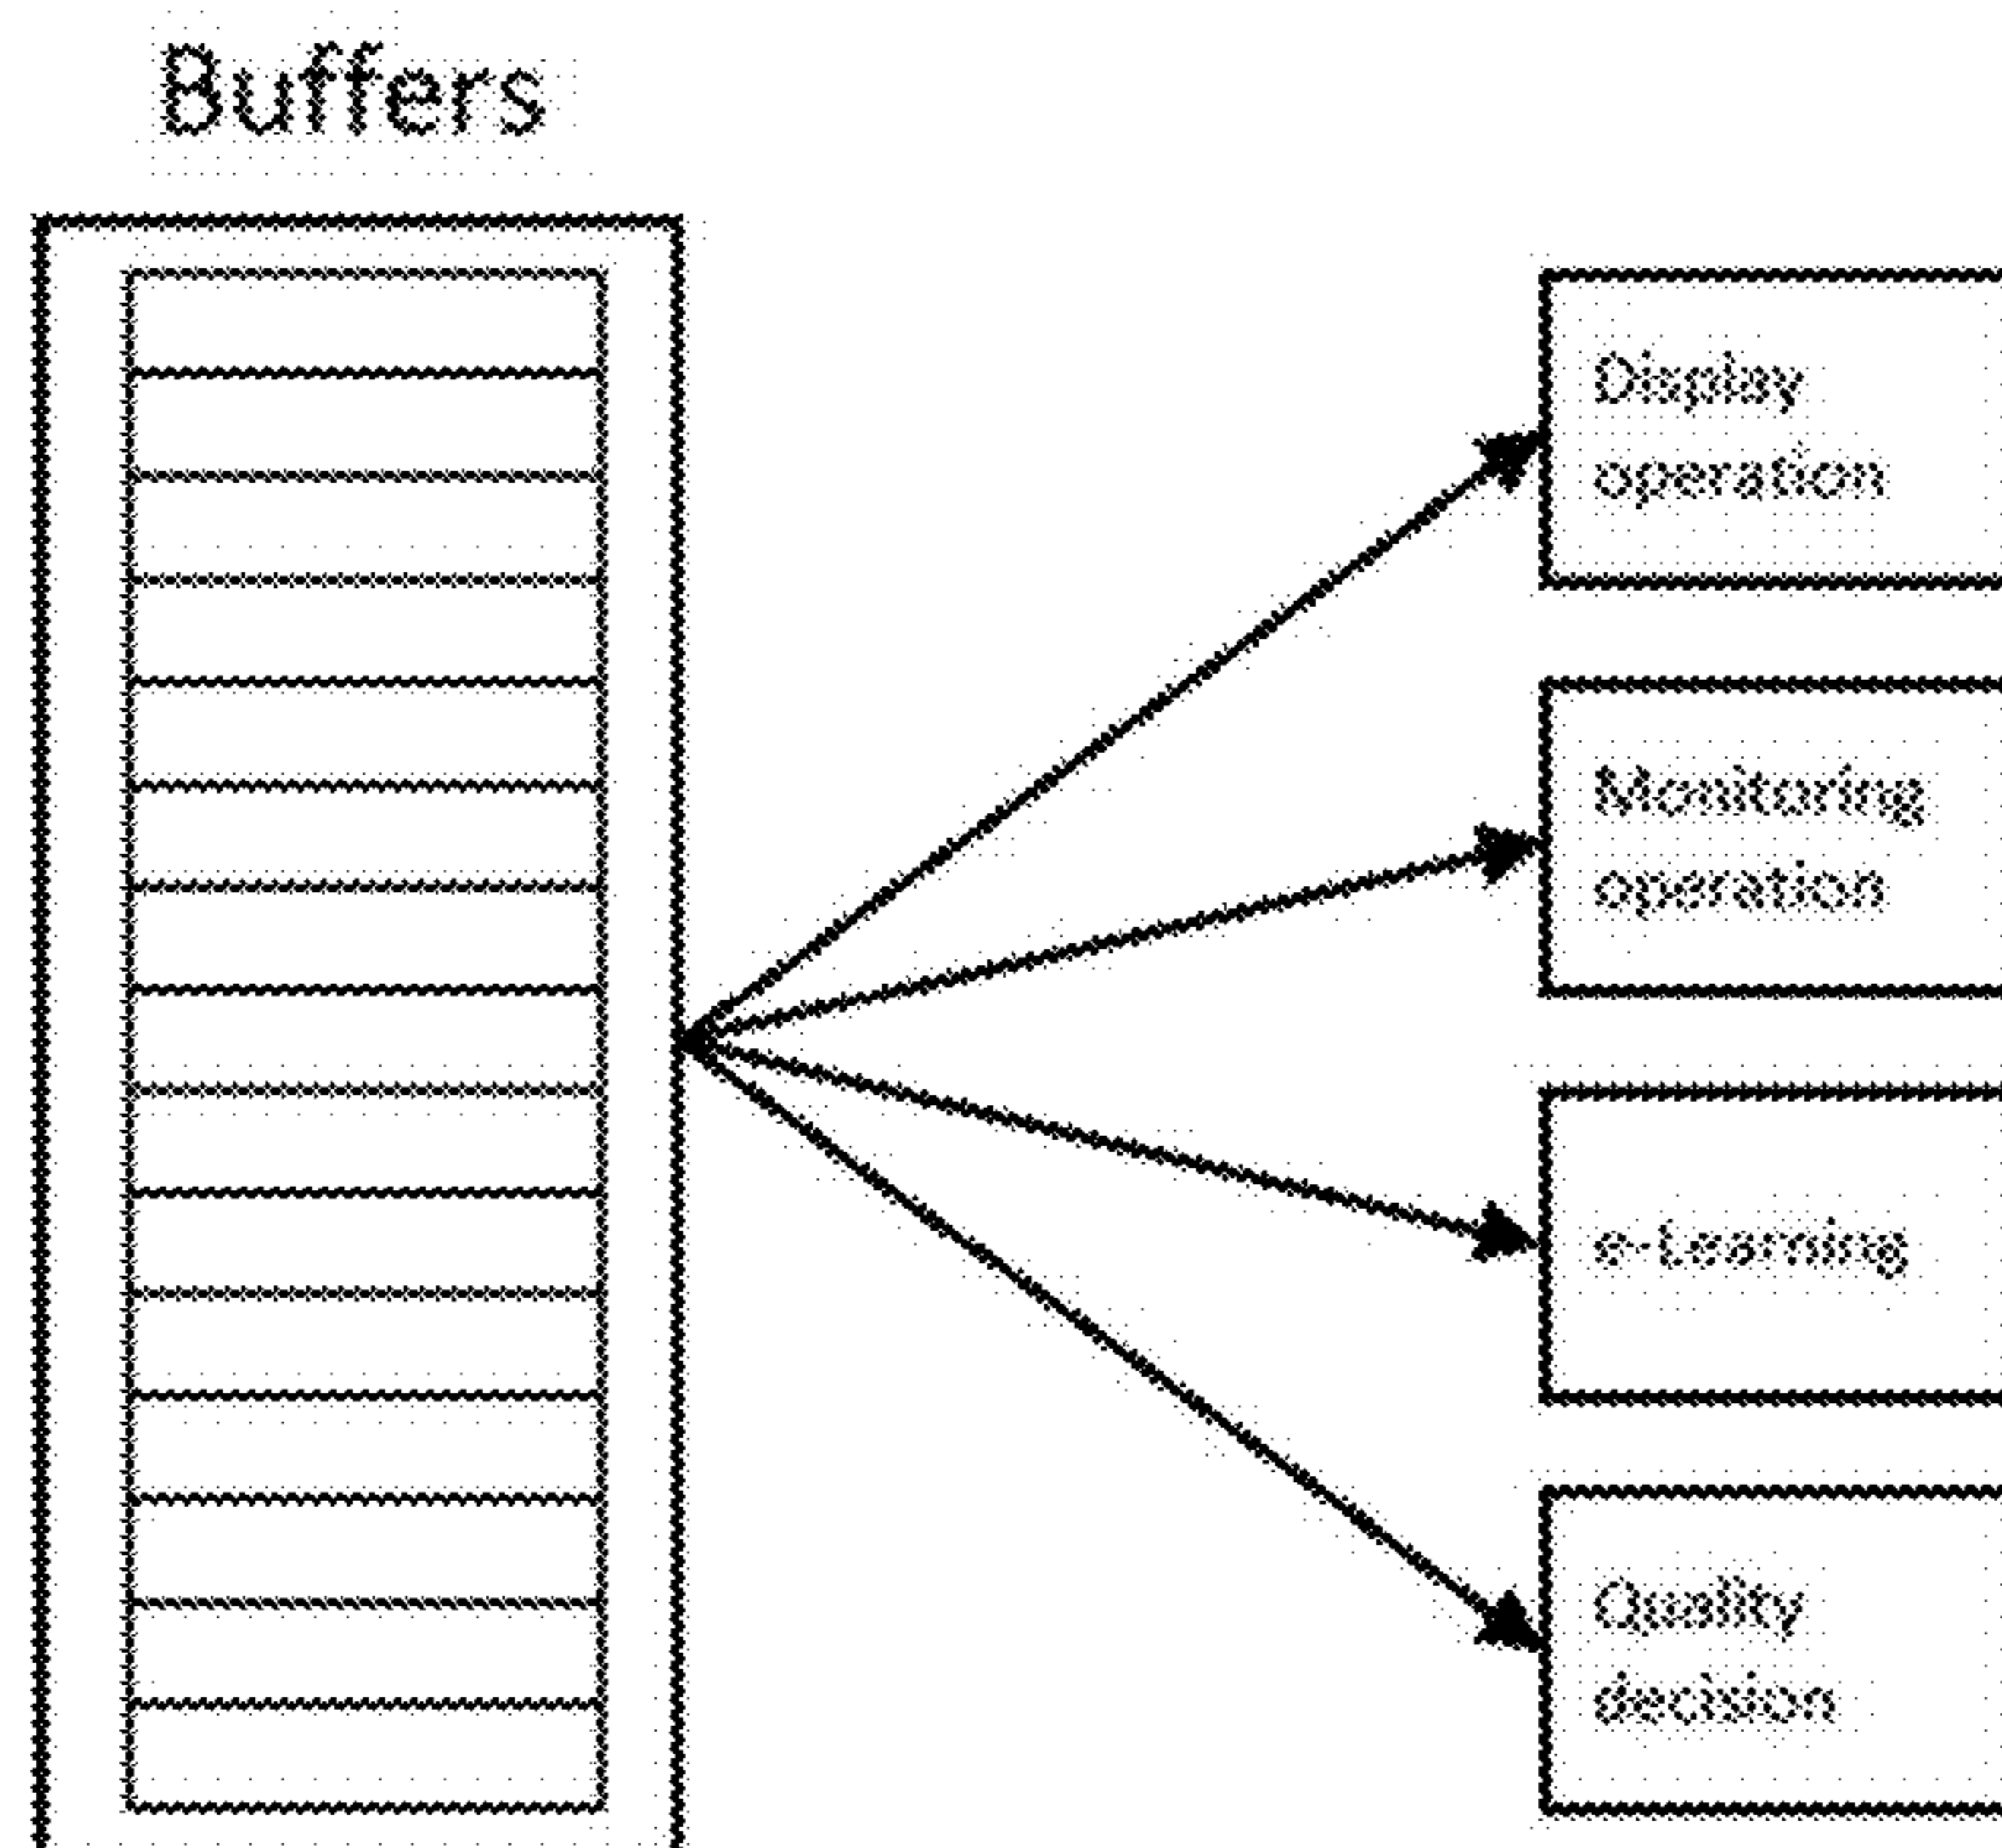 Buffers
Display
operation
Monitoring
operation
e-Learning
Quality
decision